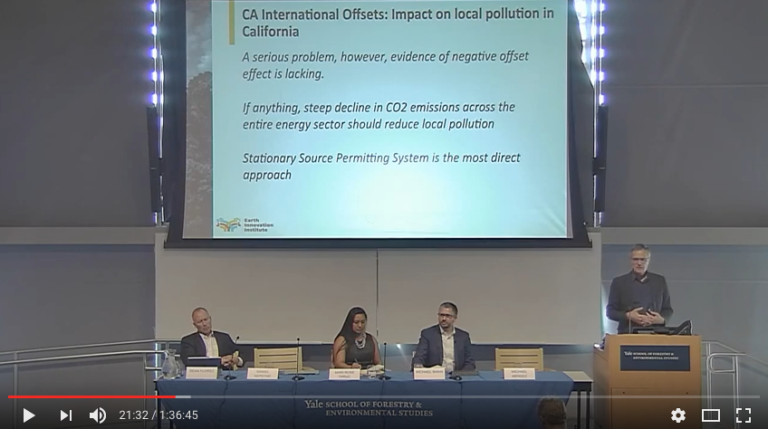 CA International Offsets: Impact on local pollution in
California
A serious problem, however, evidence of negative offset
effect is lacking.
If anything, steep decline in CO2 emissions across the
entire energy sector should reduce local pollution
Stationary Source Permitting System is the most direct
approach
Earth
Innovation
Institute
YALE SCHOOL OF FORESTRY &
ENVIRONMENTAL STUDIES
Yale SCHOOL OF FORESTRY &
ENVIRONMENTAL STUDIES
21:32 / 1:36:45